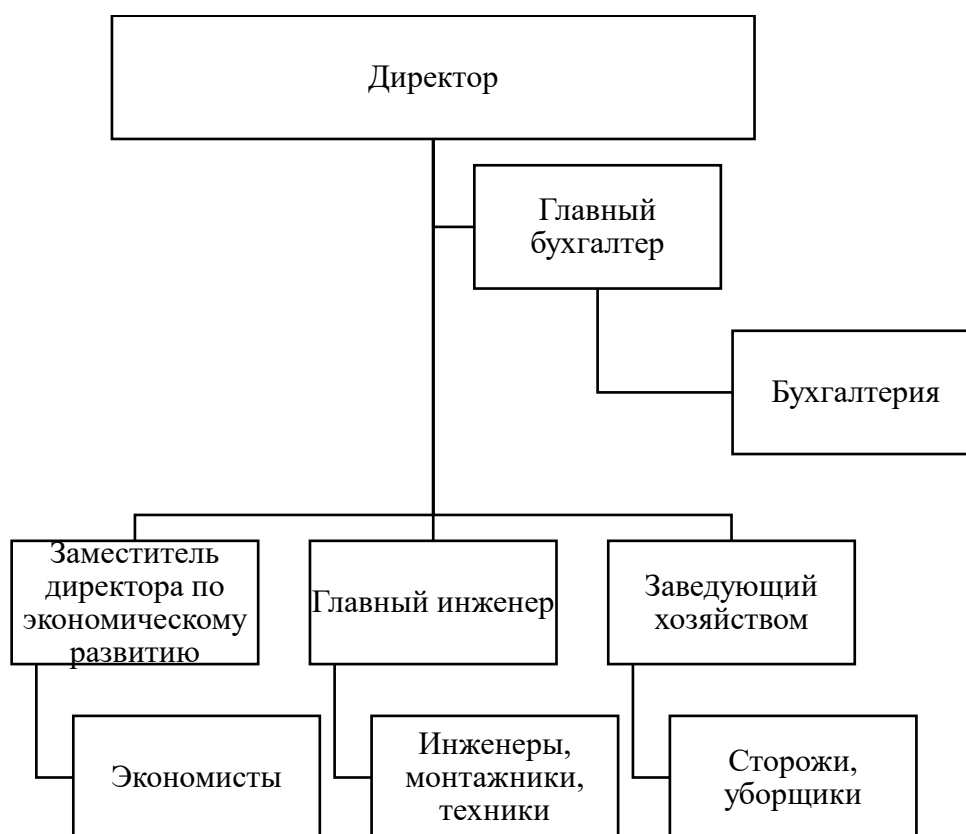 Директор
Главный
бухгалтер
Бухгалтерия
Заместитель
директора по
экономическому
развитию
Главный инженер
Заведующий
хозяйством
Экономисты
Инженеры,
монтажники,
техники
Сторожи,
уборщики